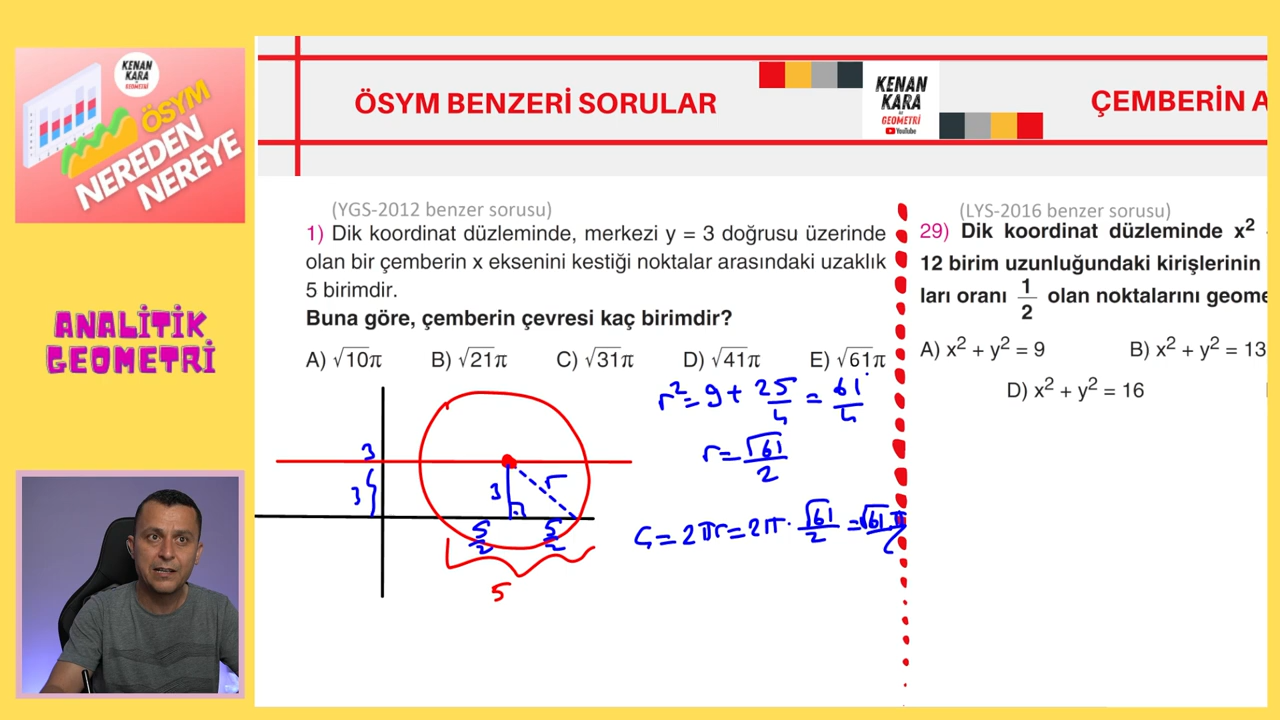 KENAN
KARA
ile
GEOMETRİ
ÖSYM
NEREDEN
NEREYE
ANALİTİK
GEOMETRİ
ÖSYM BENZERİ SORULAR
KENAN
KARA
ile
GEOMETRİ
YouTube
ÇEMBERİN A
(YGS-2012 benzer sorusu)
1) Dik koordinat düzleminde, merkezi y = 3 doğrusu üzerinde
olan bir çemberin x eksenini kestiği noktalar arasındaki uzaklık
5 birimdir.
Buna göre, çemberin çevresi kaç birimdir?
A) √10π B) √21π C) √31π D) √41π E) √61π
3
3
3
r
5/2 5/2
5
r² = 9 + 25/4 = 61/4
r = √61/2
Ç = 2πr = 2π · √61/2 = √61 π
(LYS-2016 benzer sorusu)
29) Dik koordinat düzleminde x²
12 birim uzunluğundaki kirişlerinin
ları oranı 1/2 olan noktalarını geome
A) x² + y² = 9 B) x² + y² = 13
D) x² + y² = 16